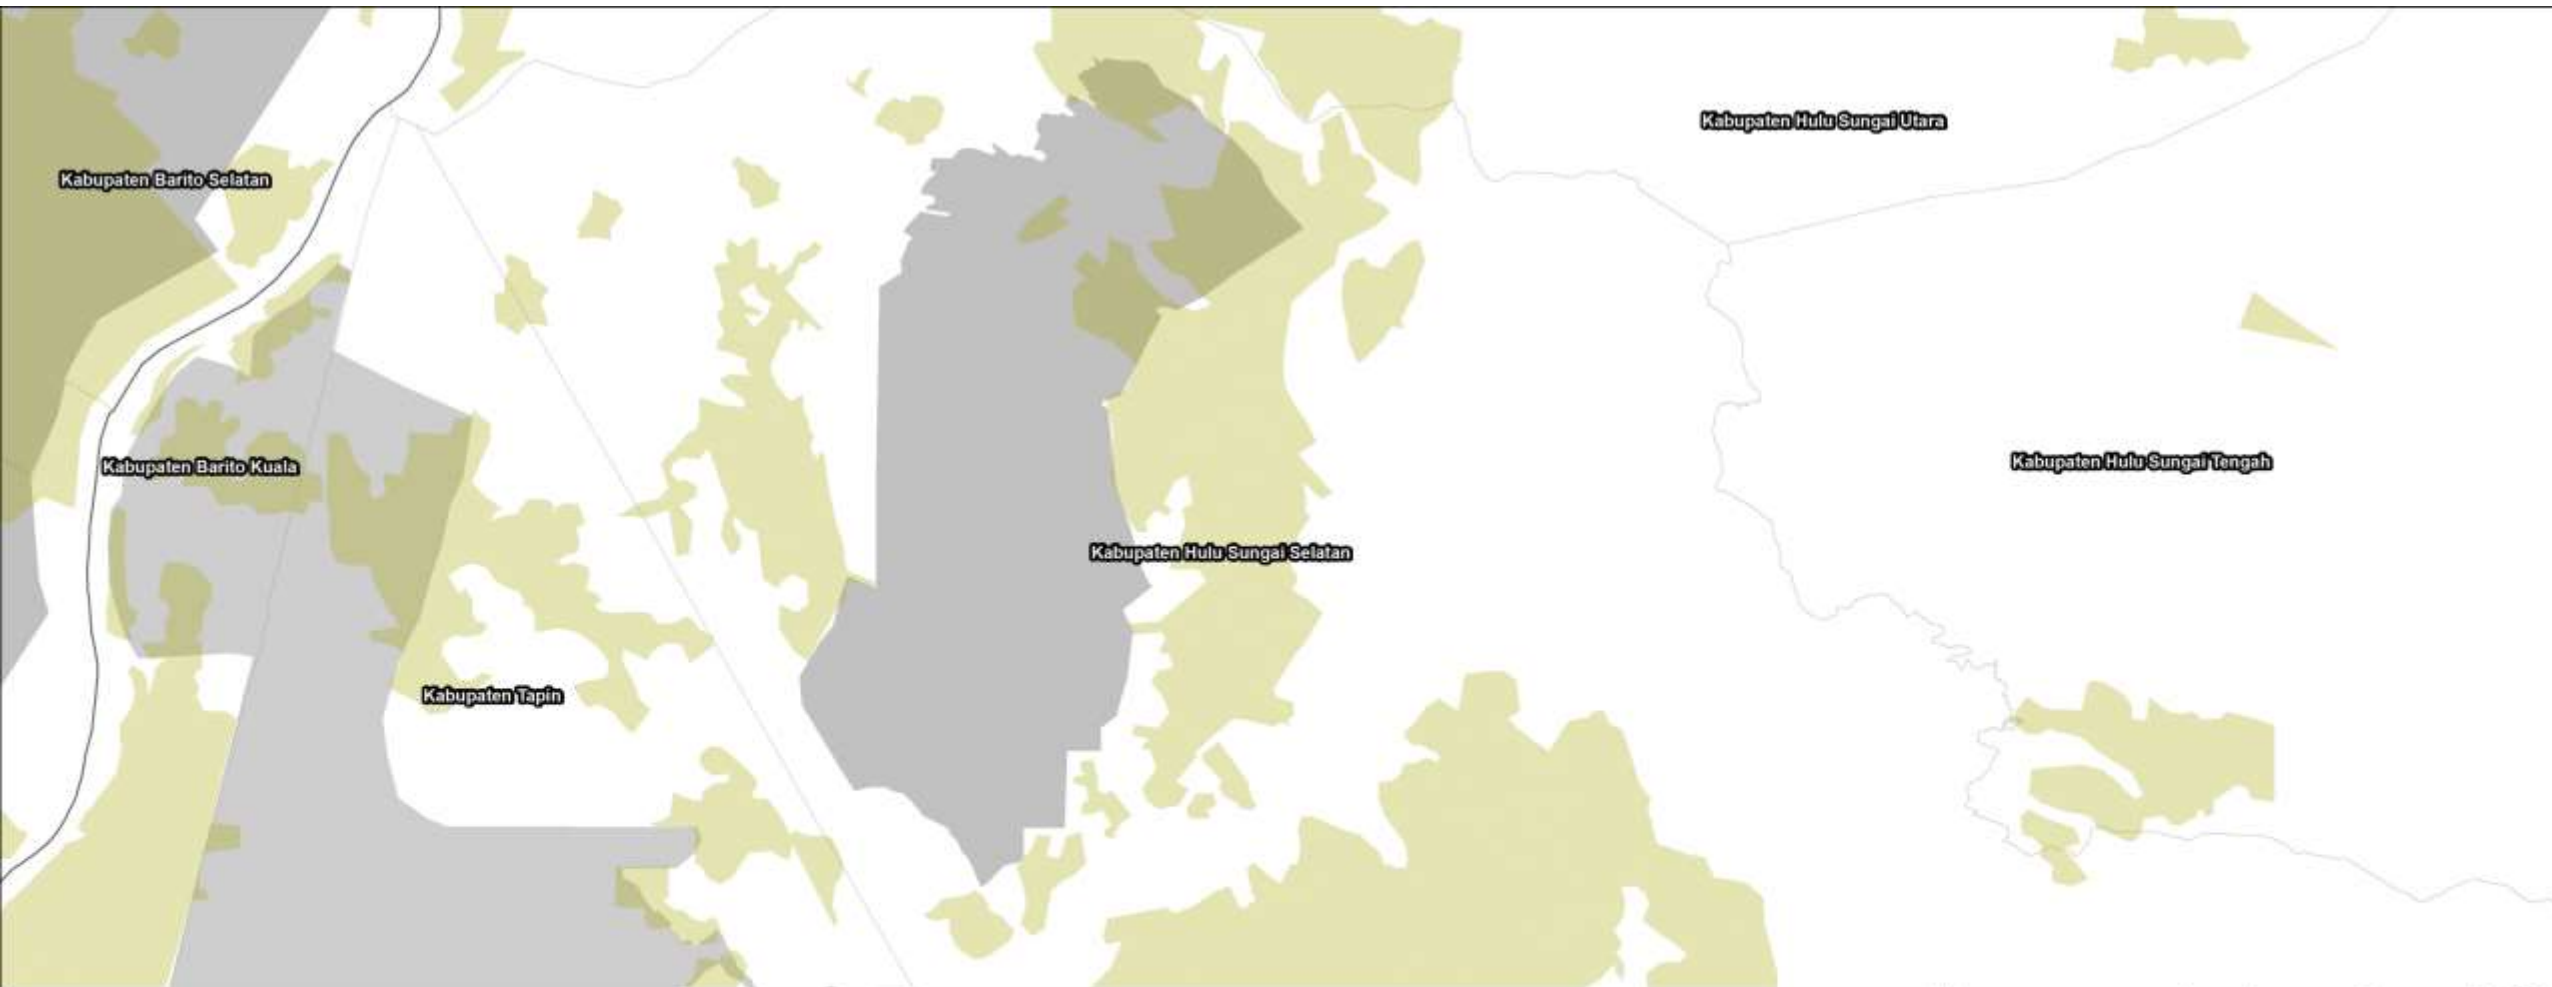 Kabupaten Hulu Sungai Utara
Kabupaten Barito Selatan
Kabupaten Hulu Sungai Tengah
Kabupaten Barito Kuala
Kabupaten Hulu Sungai Selatan
Kabupaten Tapin